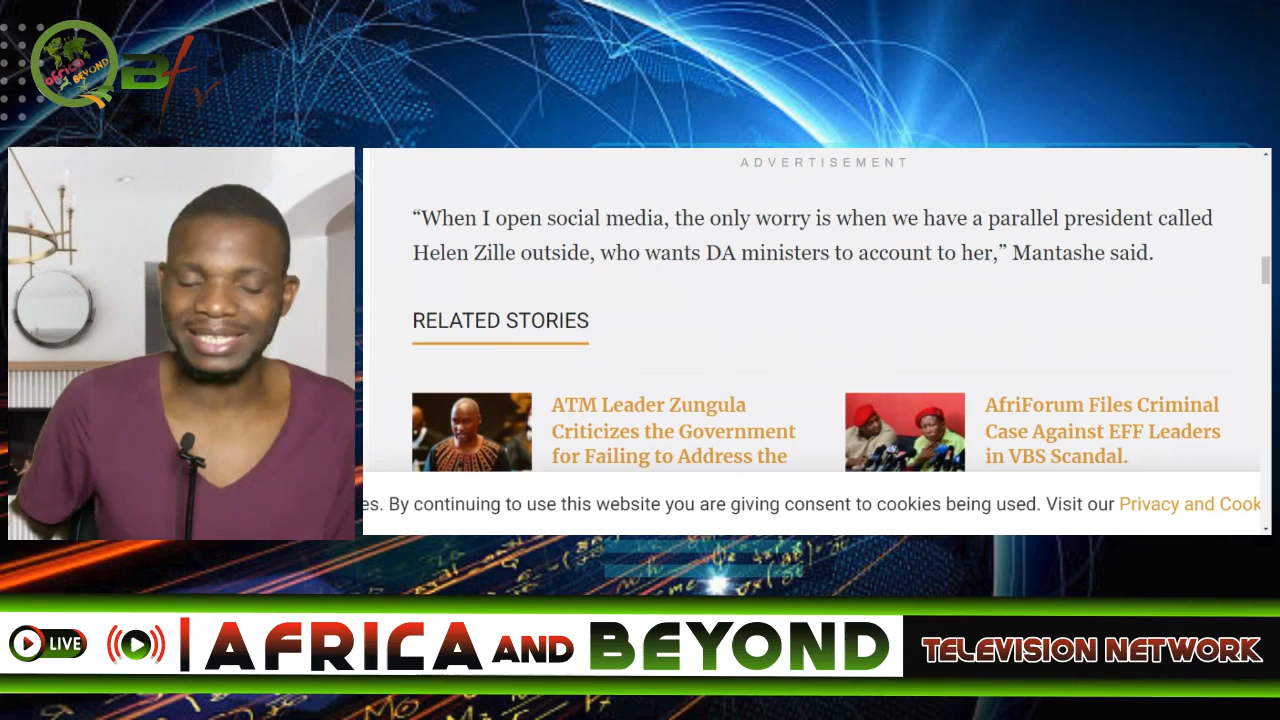 AFRICA
BEYOND
BTV
ADVERTISEMENT
“When I open social media, the only worry is when we have a parallel president called
Helen Zille outside, who wants DA ministers to account to her,” Mantashe said.
RELATED STORIES
ATM Leader Zungula
Criticizes the Government
for Failing to Address the
AfriForum Files Criminal
Case Against EFF Leaders
in VBS Scandal.
es. By continuing to use this website you are giving consent to cookies being used. Visit our Privacy and Cook
LIVE
AFRICA AND BEYOND
TELEVISION NETWORK